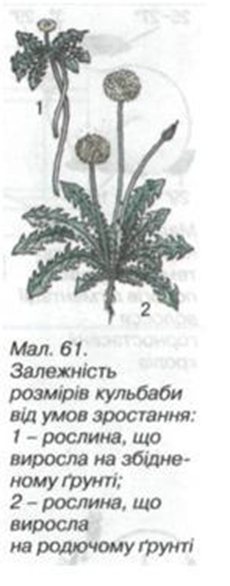 1
2
Мал. 61.
Залежність
розмірів кульбаби
від умов зростання:
1 – рослина, що
виросла на збідне-
ному ґрунті;
2 – рослина, що
виросла
на родючому ґрунті